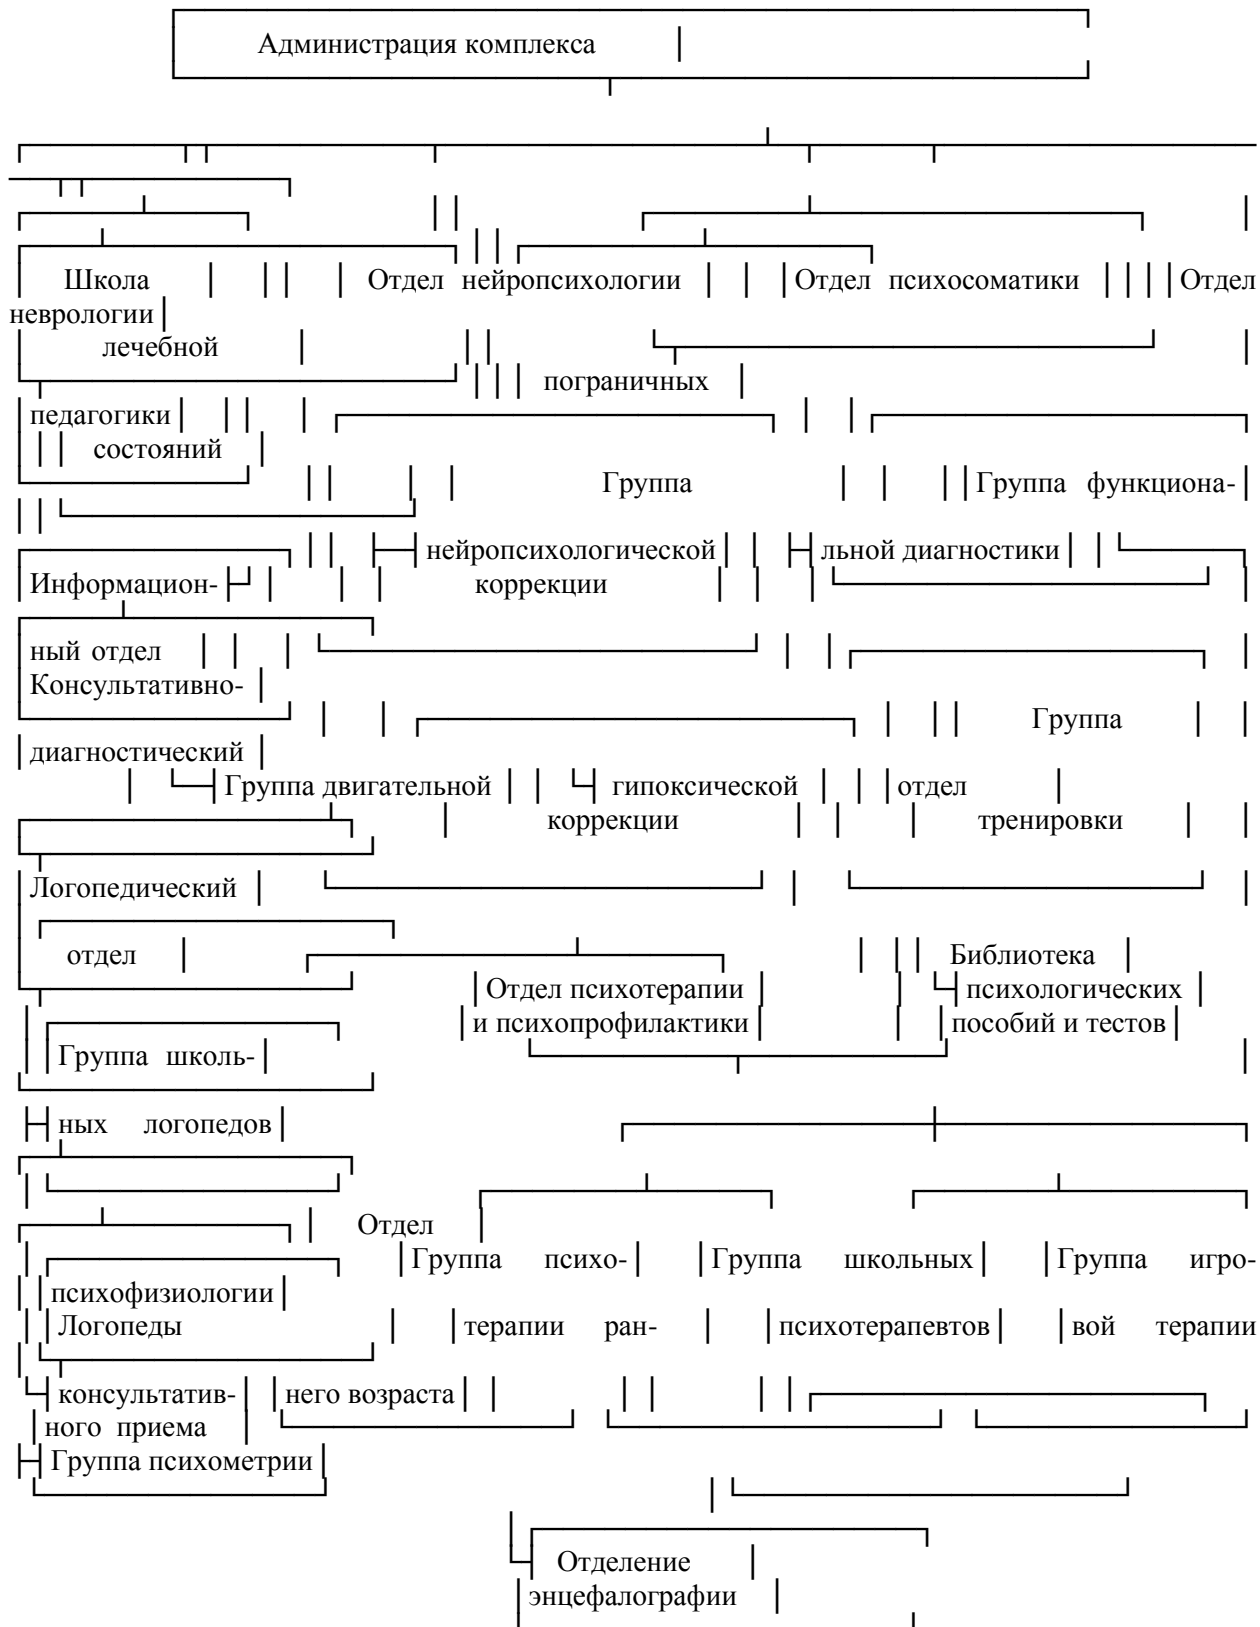 Администрация комплекса
Школа Отдел нейропсихологии Отдел психосоматики Отдел
неврологии
лечебной
пограничных
педагогики
состояний
Группа Группа функциона-
нейропсихологической льной диагностики
Информацион- коррекции
ный отдел
Консультативно-
Группа
диагностический
Группа двигательной гипоксической отдел
коррекции тренировки
Логопедический
отдел Библиотека
Отдел психотерапии психологических
и психопрофилактики пособий и тестов
Группа школь-
ных логопедов
Отдел
Группа психо- Группа школьных Группа игро-
психофизиологии
Логопеды терапии ран- психотерапевтов вой терапии
консультатив- него возраста
ного приема
Группа психометрии
Отделение
энцефалографии